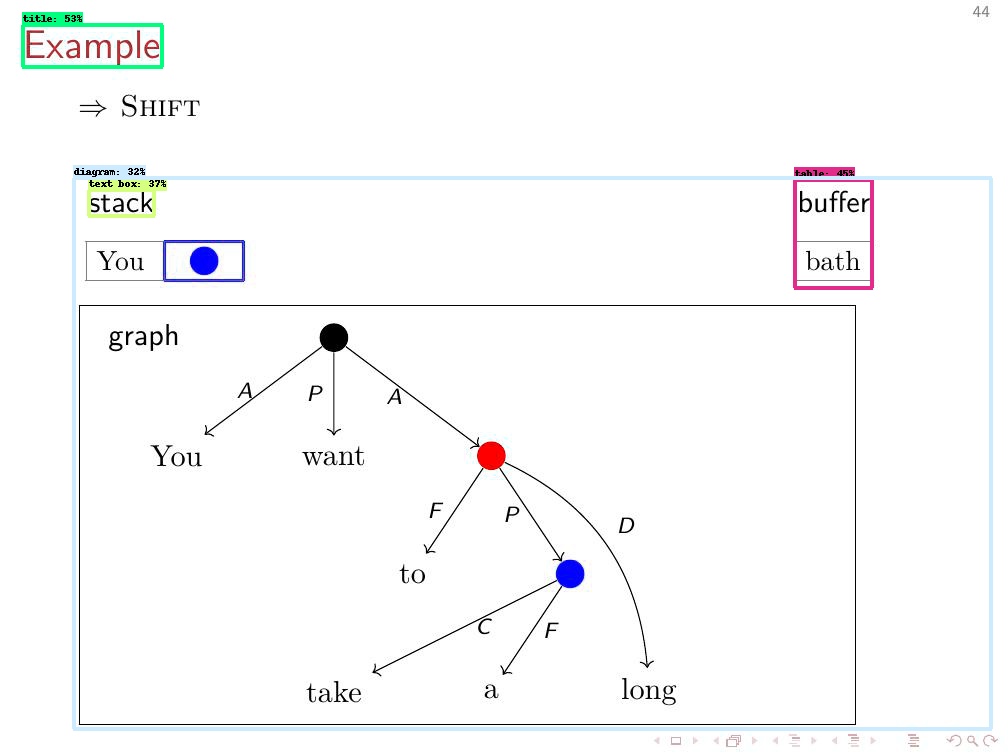 44
title: 53%
Example
⇒ SHIFT
diagram: 32%
text box: 37%
table: 45%
stack
buffer
You
bath
graph
A
P
A
You
want
F
P
D
to
C
F
take
a
long